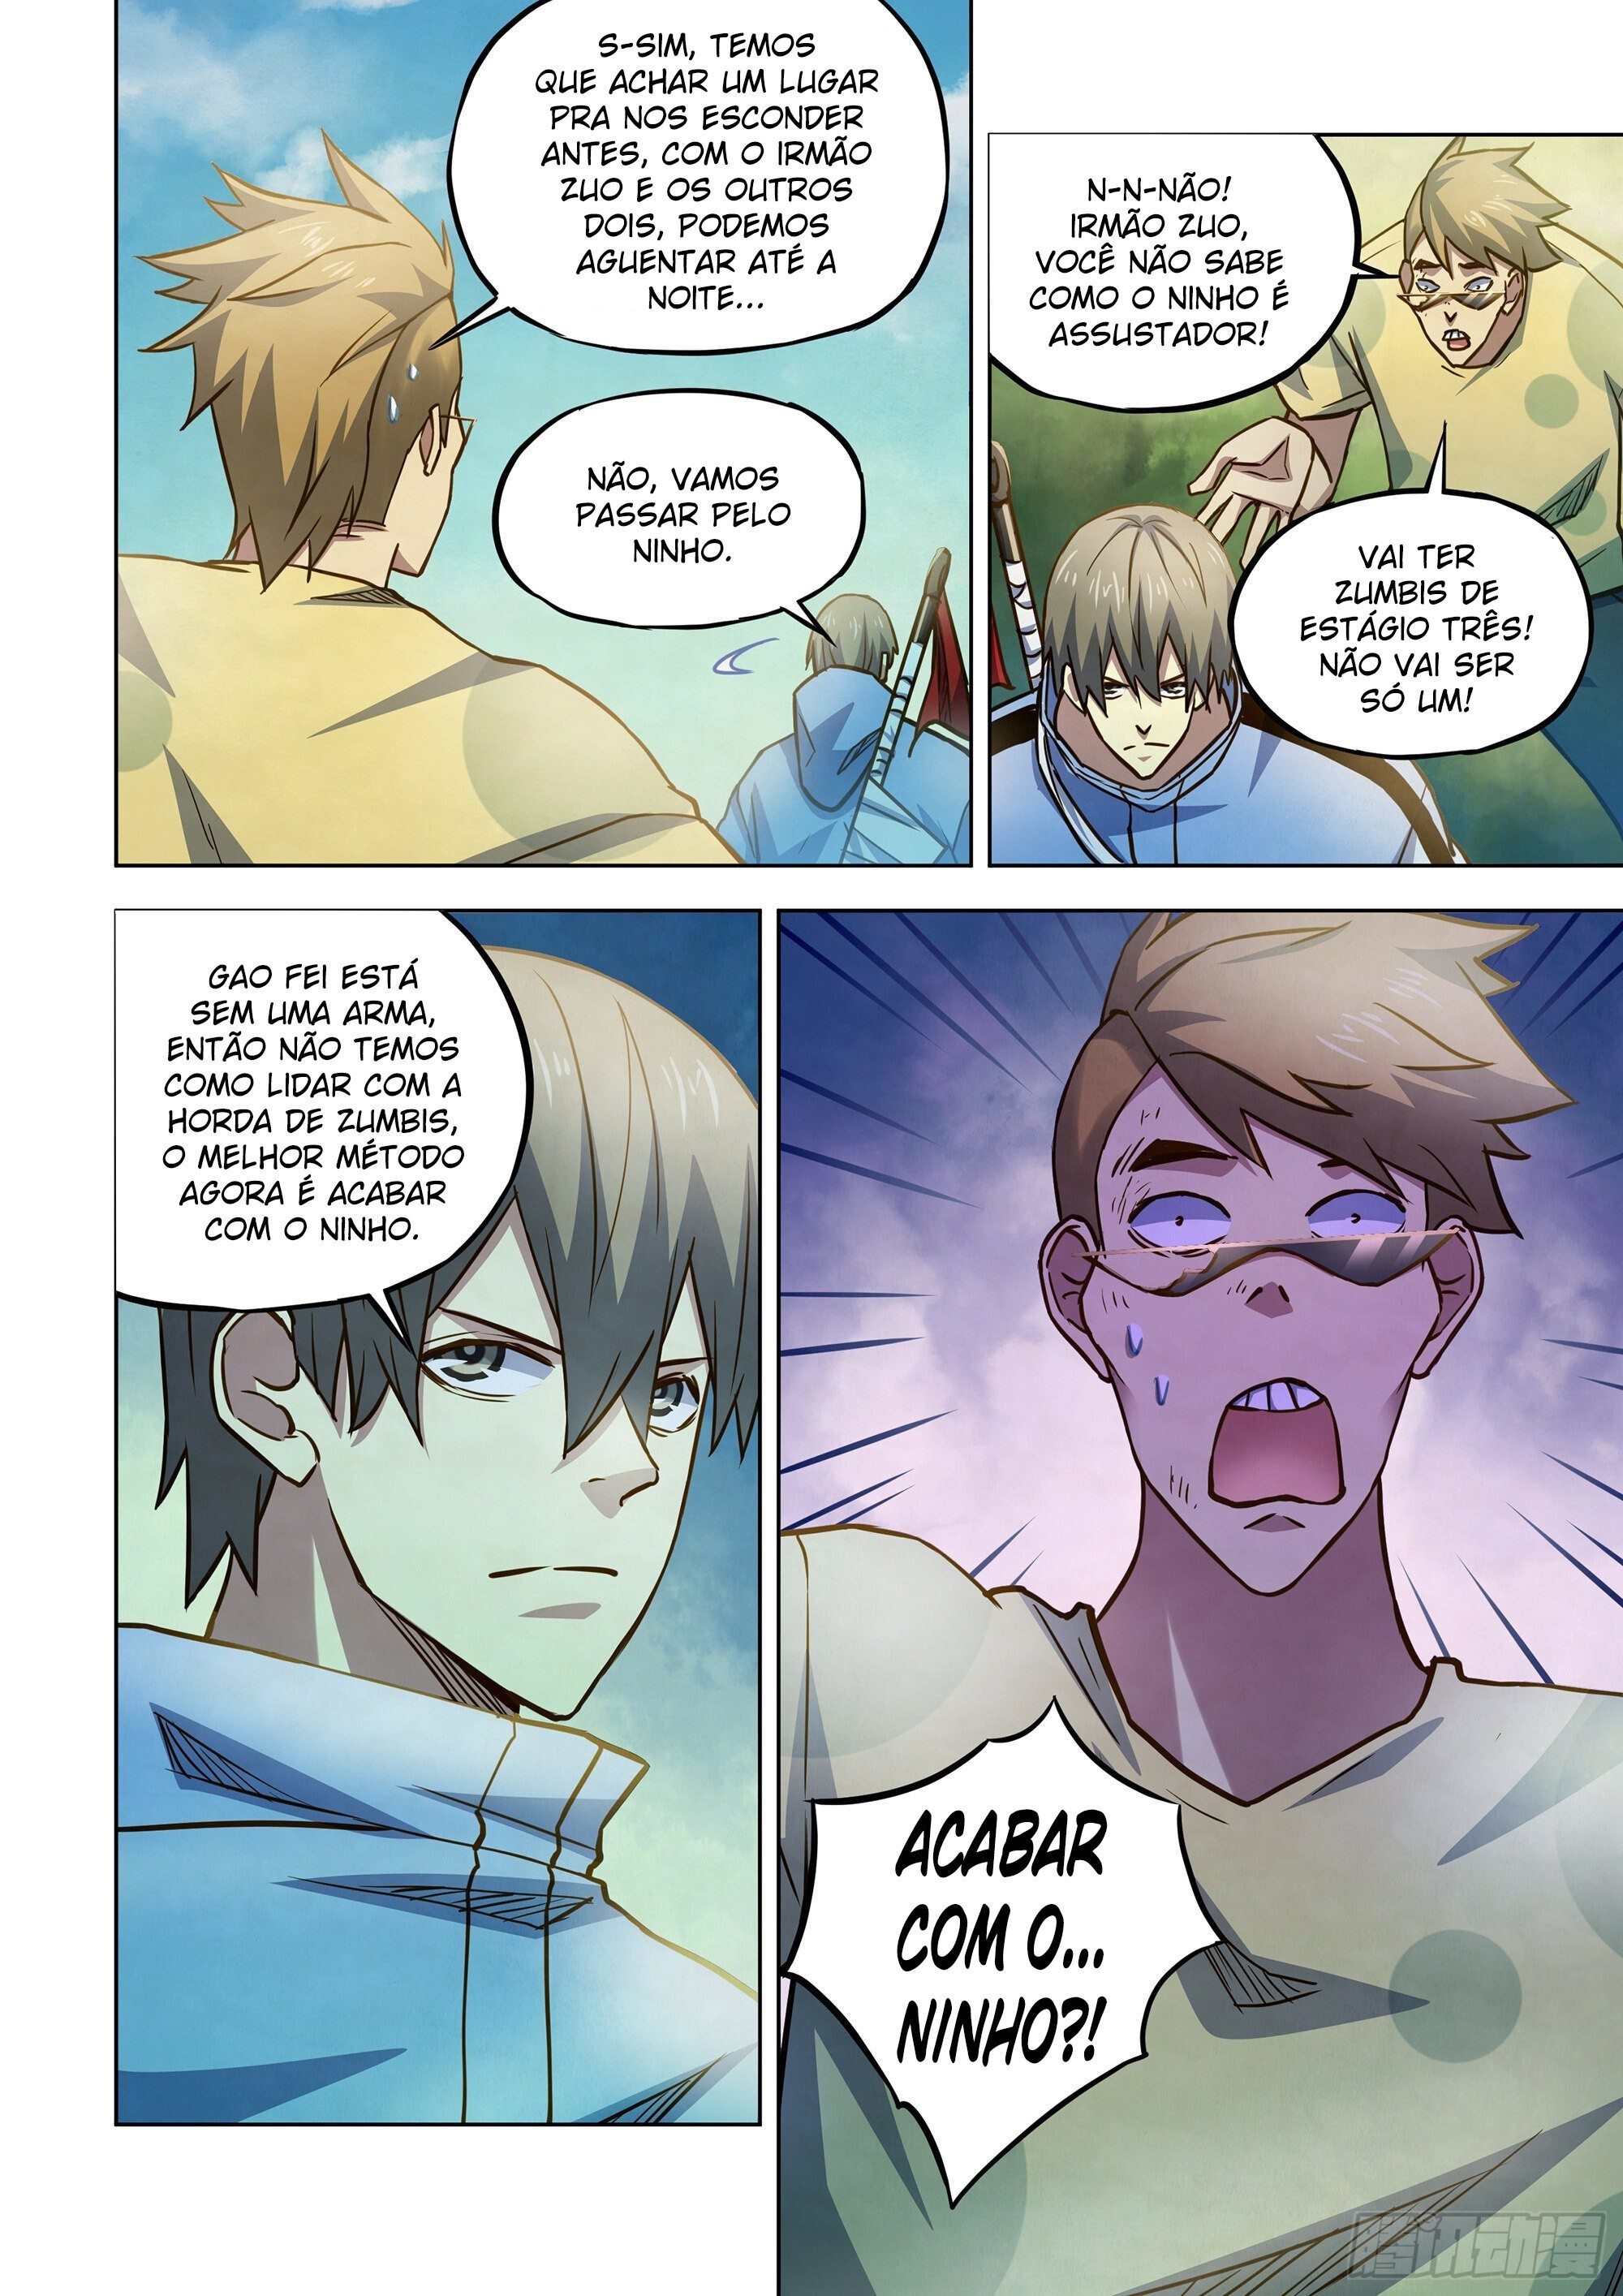 S-SIM, TEMOS
QUE ACHAR UM LUGAR
PRA NOS ESCONDER
ANTES, COM O IRMÃO
ZUO E OS OUTROS
DOIS, PODEMOS
AGUENTAR ATÉ A
NOITE...
NÃO, VAMOS
PASSAR PELO
NINHO.
N-N-NÃO!
IRMÃO ZUO,
VOCÊ NÃO SABE
COMO O NINHO É
ASSUSTADOR!
VAI TER
ZUMBIS DE
ESTÁGIO TRÊS!
NÃO VAI SER
SÓ UM!
GAO FEI ESTÁ
SEM UMA ARMA,
ENTÃO NÃO TEMOS
COMO LIDAR COM A
HORDA DE ZUMBIS,
O MELHOR MÉTODO
AGORA É ACABAR
COM O NINHO.
ACABAR
COM O...
NINHO?!
腾讯动漫